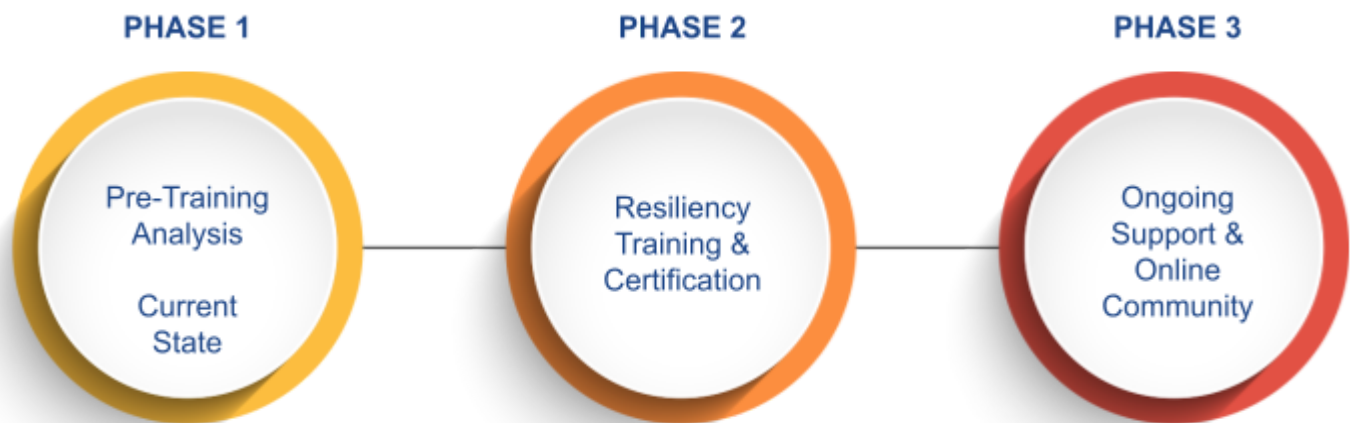 PHASE 1
PHASE 2
PHASE 3
Pre-Training
Analysis
Current
State
Resiliency
Training &
Certification
Ongoing
Support &
Online
Community